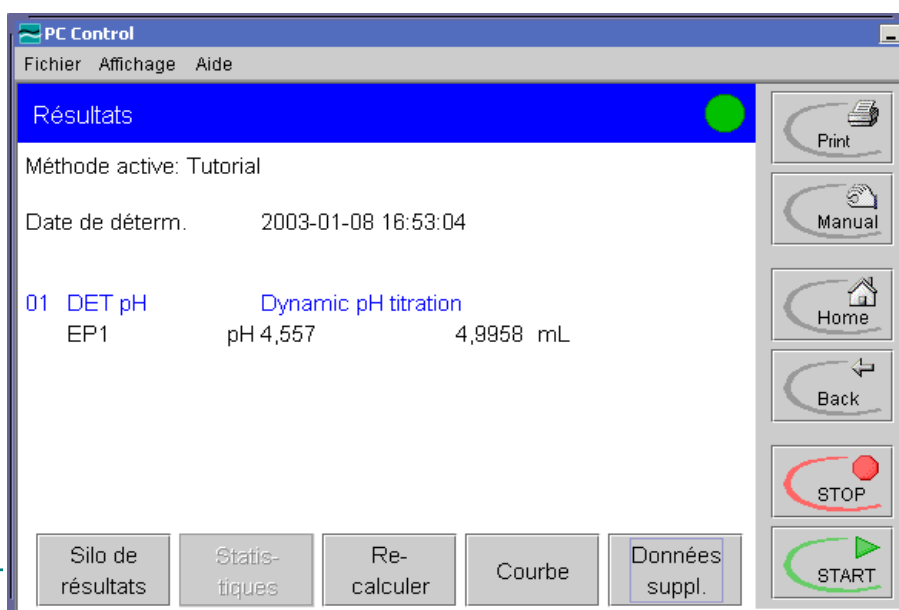 PC Control
Fichier Affichage Aide
Résultats
Méthode active: Tutorial
Date de déterm. 2003-01-08 16:53:04
01 DET pH Dynamic pH titration
EP1 pH 4,557 4,9958 mL
Silo de
résultats
Statis-
tiques
Re-
calculer
Courbe
Données
suppl.
Print
Manual
Home
Back
STOP
START